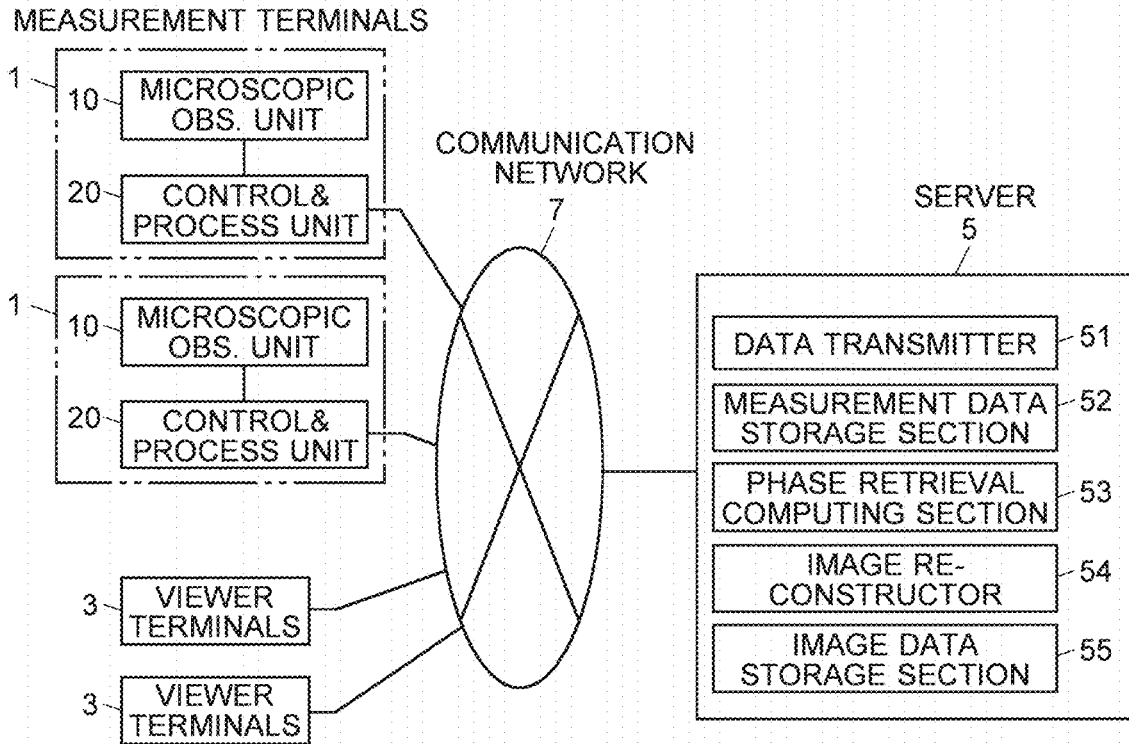 MEASUREMENT TERMINALS
1
10
MICROSCOPIC
OBS. UNIT
20
CONTROL&
PROCESS UNIT
1
10
MICROSCOPIC
OBS. UNIT
20
CONTROL&
PROCESS UNIT
3
VIEWER
TERMINALS
3
VIEWER
TERMINALS
COMMUNICATION
NETWORK
7
SERVER
5
DATA TRANSMITTER
51
MEASUREMENT DATA
STORAGE SECTION
52
PHASE RETRIEVAL
COMPUTING SECTION
53
IMAGE RE-
CONSTRUCTOR
54
IMAGE DATA
STORAGE SECTION
55